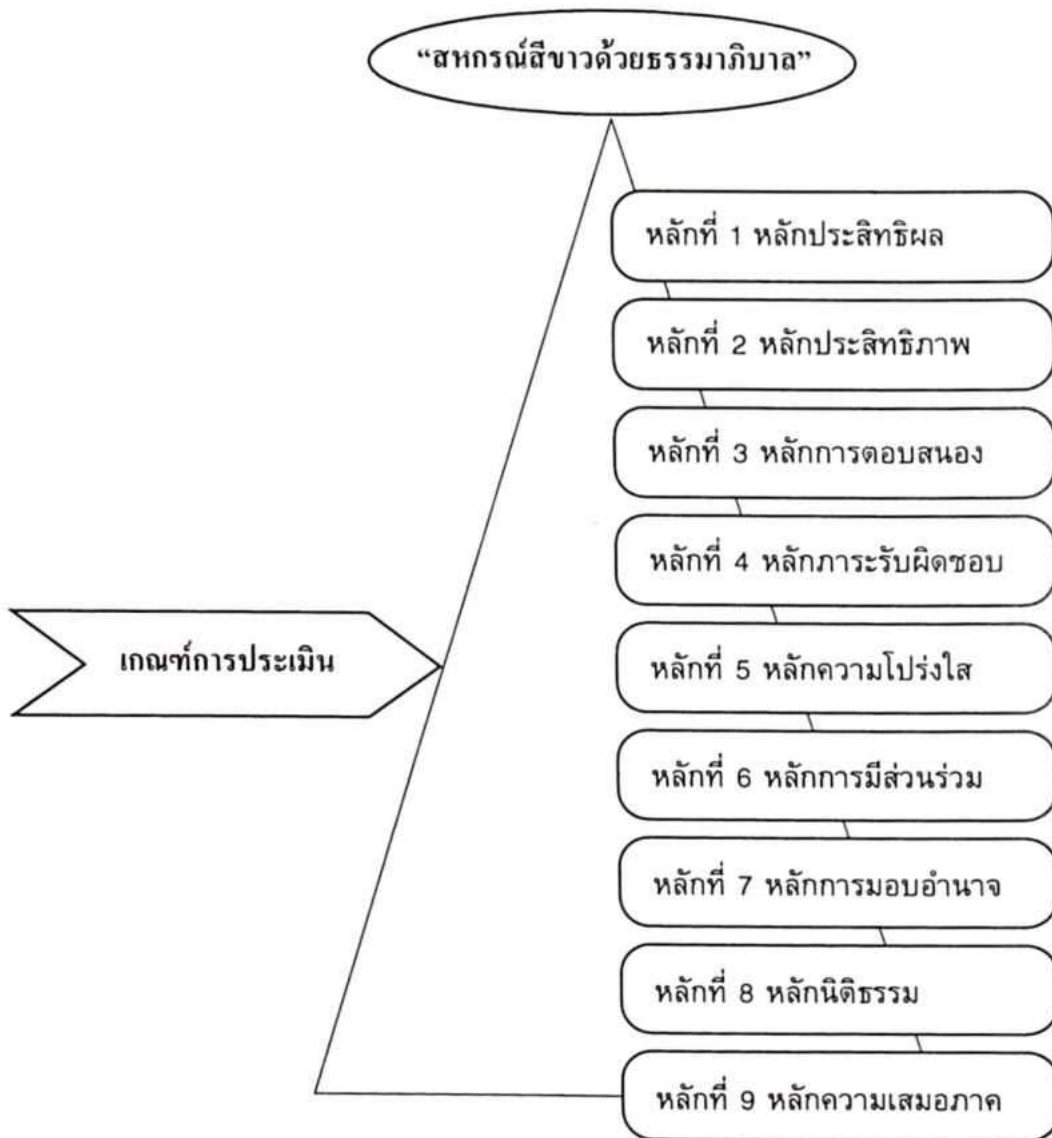 “สหกรณ์สีขาวด้วยธรรมาภิบาล”
หลักที่ 1 หลักประสิทธิผล
หลักที่ 2 หลักประสิทธิภาพ
หลักที่ 3 หลักการตอบสนอง
หลักที่ 4 หลักภาระรับผิดชอบ
เกณฑ์การประเมิน
หลักที่ 5 หลักความโปร่งใส
หลักที่ 6 หลักการมีส่วนร่วม
หลักที่ 7 หลักการมอบอำนาจ
หลักที่ 8 หลักนิติธรรม
หลักที่ 9 หลักความเสมอภาค